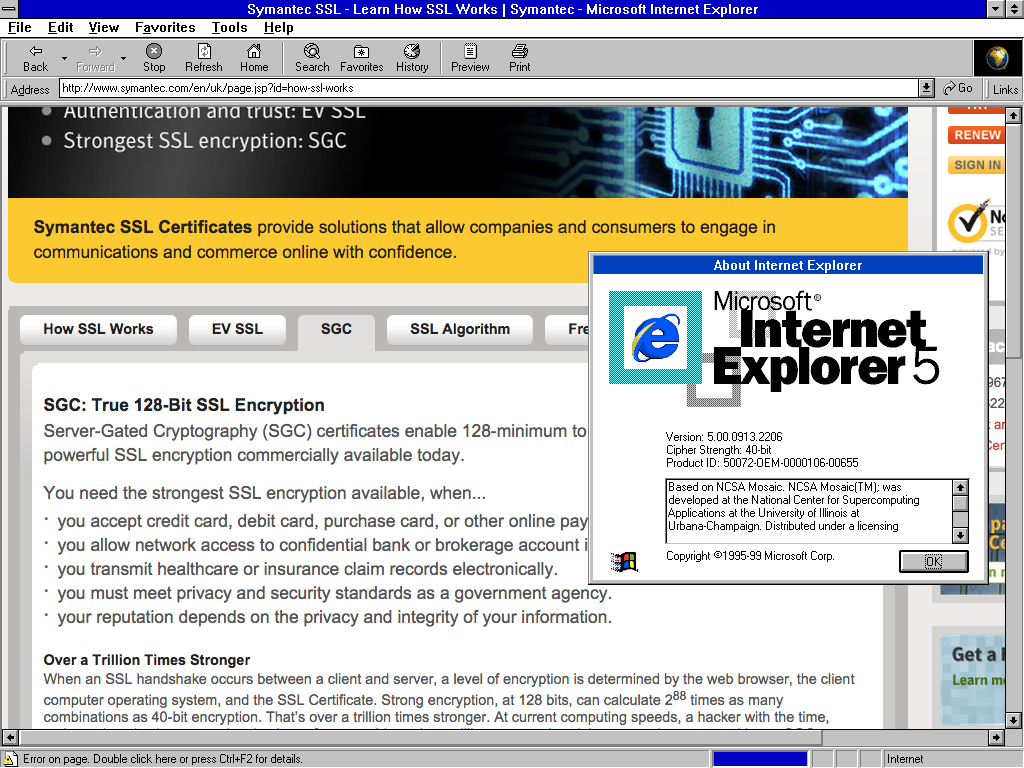 Symantec SSL - Learn How SSL Works | Symantec - Microsoft Internet Explorer
File Edit View Favorites Tools Help
Back Forward Stop Refresh Home Search Favorites History Preview Print
Address http://www.symantec.com/en/uk/page.jsp?id=how-ssl-works Go Links
Authentication and trust: EV SSL
• Strongest SSL encryption: SGC
RENEW
SIGN IN
Symantec SSL Certificates provide solutions that allow companies and consumers to engage in
communications and commerce online with confidence.
powered by
How SSL Works EV SSL SGC SSL Algorithm Fre
SGC: True 128-Bit SSL Encryption
Server-Gated Cryptography (SGC) certificates enable 128-minimum to
powerful SSL encryption commercially available today.
You need the strongest SSL encryption available, when...
· you accept credit card, debit card, purchase card, or other online pay
· you allow network access to confidential bank or brokerage account i
· you transmit healthcare or insurance claim records electronically.
· you must meet privacy and security standards as a government agency.
· your reputation depends on the privacy and integrity of your information.
Over a Trillion Times Stronger
When an SSL handshake occurs between a client and server, a level of encryption is determined by the web browser, the client
computer operating system, and the SSL Certificate. Strong encryption, at 128 bits, can calculate 2⁸⁸ times as many
combinations as 40-bit encryption. That's over a trillion times stronger. At current computing speeds, a hacker with the time,
About Internet Explorer
Microsoft®
Internet
Explorer 5
Version: 5.00.0913.2206
Cipher Strength: 40-bit
Product ID: 50072-OEM-0000106-00655
Based on NCSA Mosaic. NCSA Mosaic(TM); was
developed at the National Center for Supercomputing
Applications at the University of Illinois at
Urbana-Champaign. Distributed under a licensing
Copyright ©1995-99 Microsoft Corp.
OK
Get a
Learn mo
Error on page. Double click here or press Ctrl+F2 for details. Internet